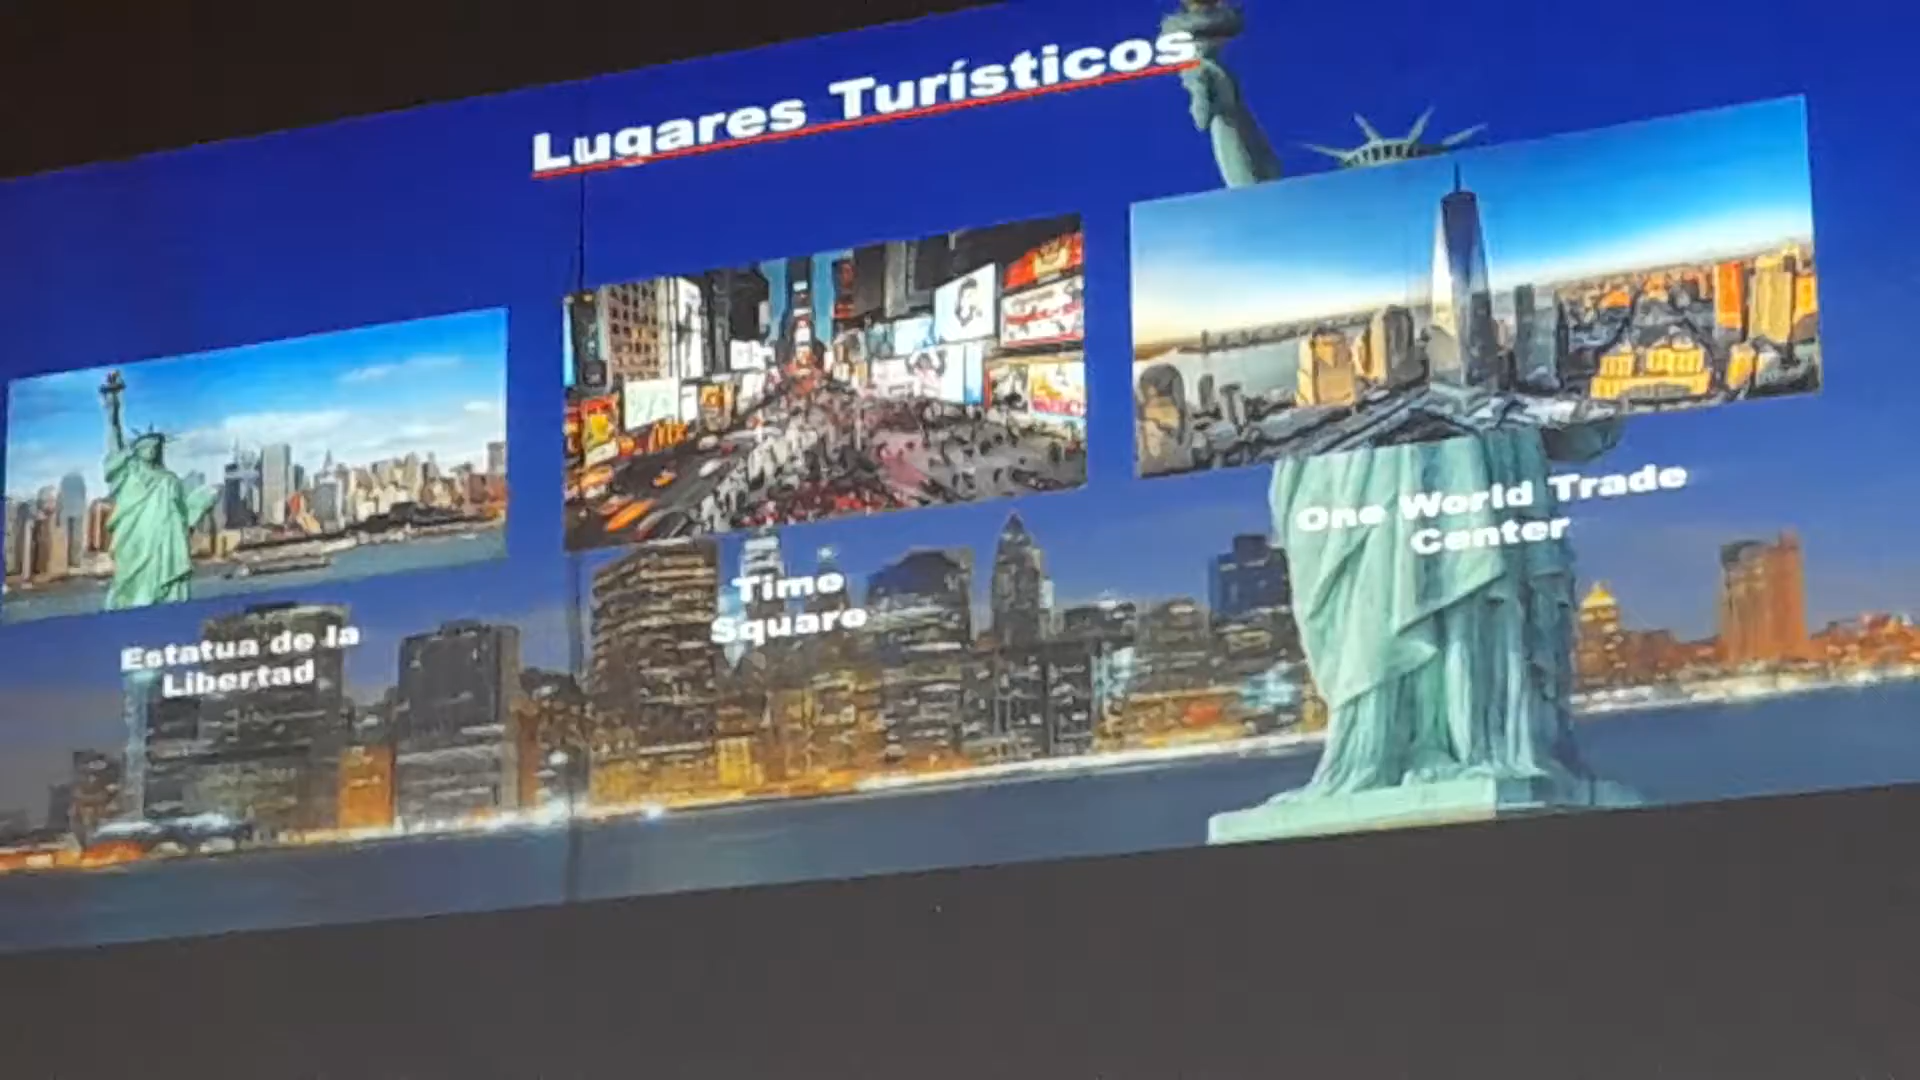 Lugares Turísticos
Estatua de la
Libertad
Time
Square
One World Trade
Center